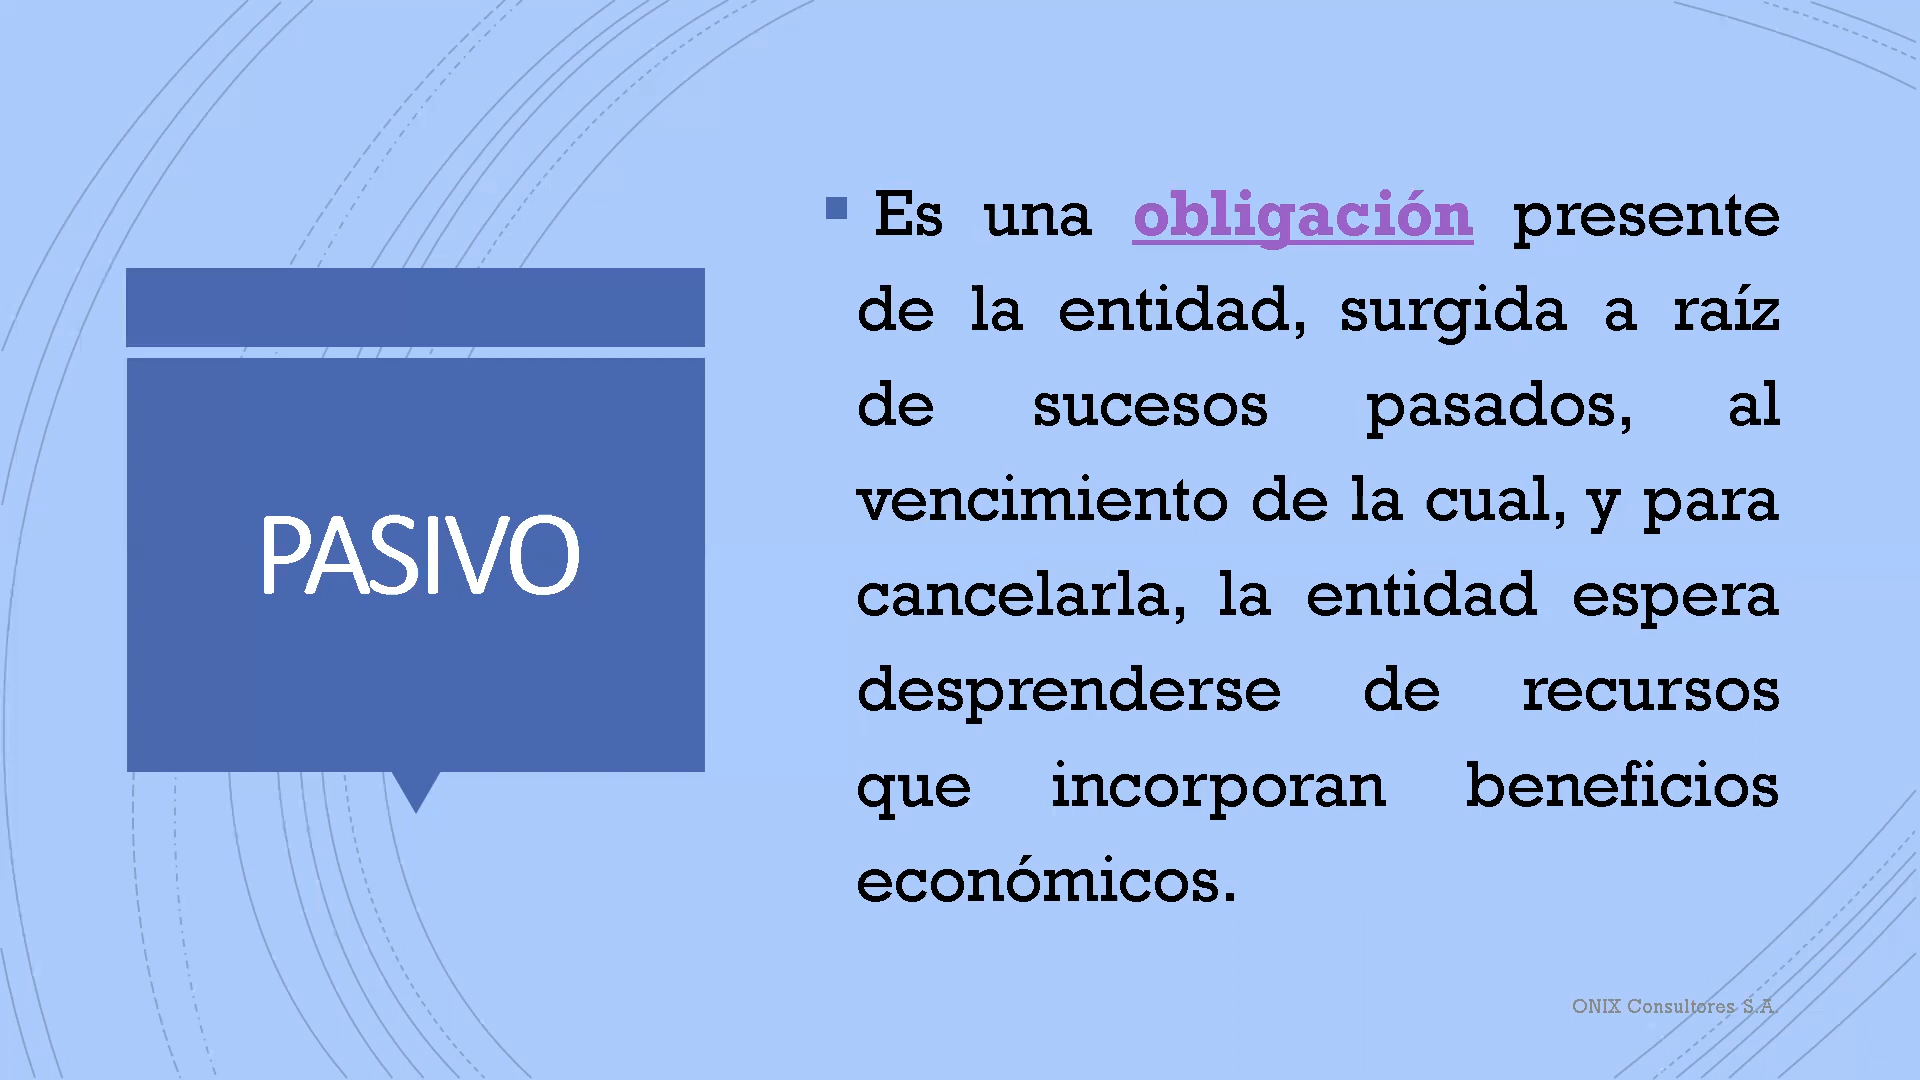 PASIVO
▪ Es una obligación presente
de la entidad, surgida a raíz
de sucesos pasados, al
vencimiento de la cual, y para
cancelarla, la entidad espera
desprenderse de recursos
que incorporan beneficios
económicos.
ONIX Consultores S.A.